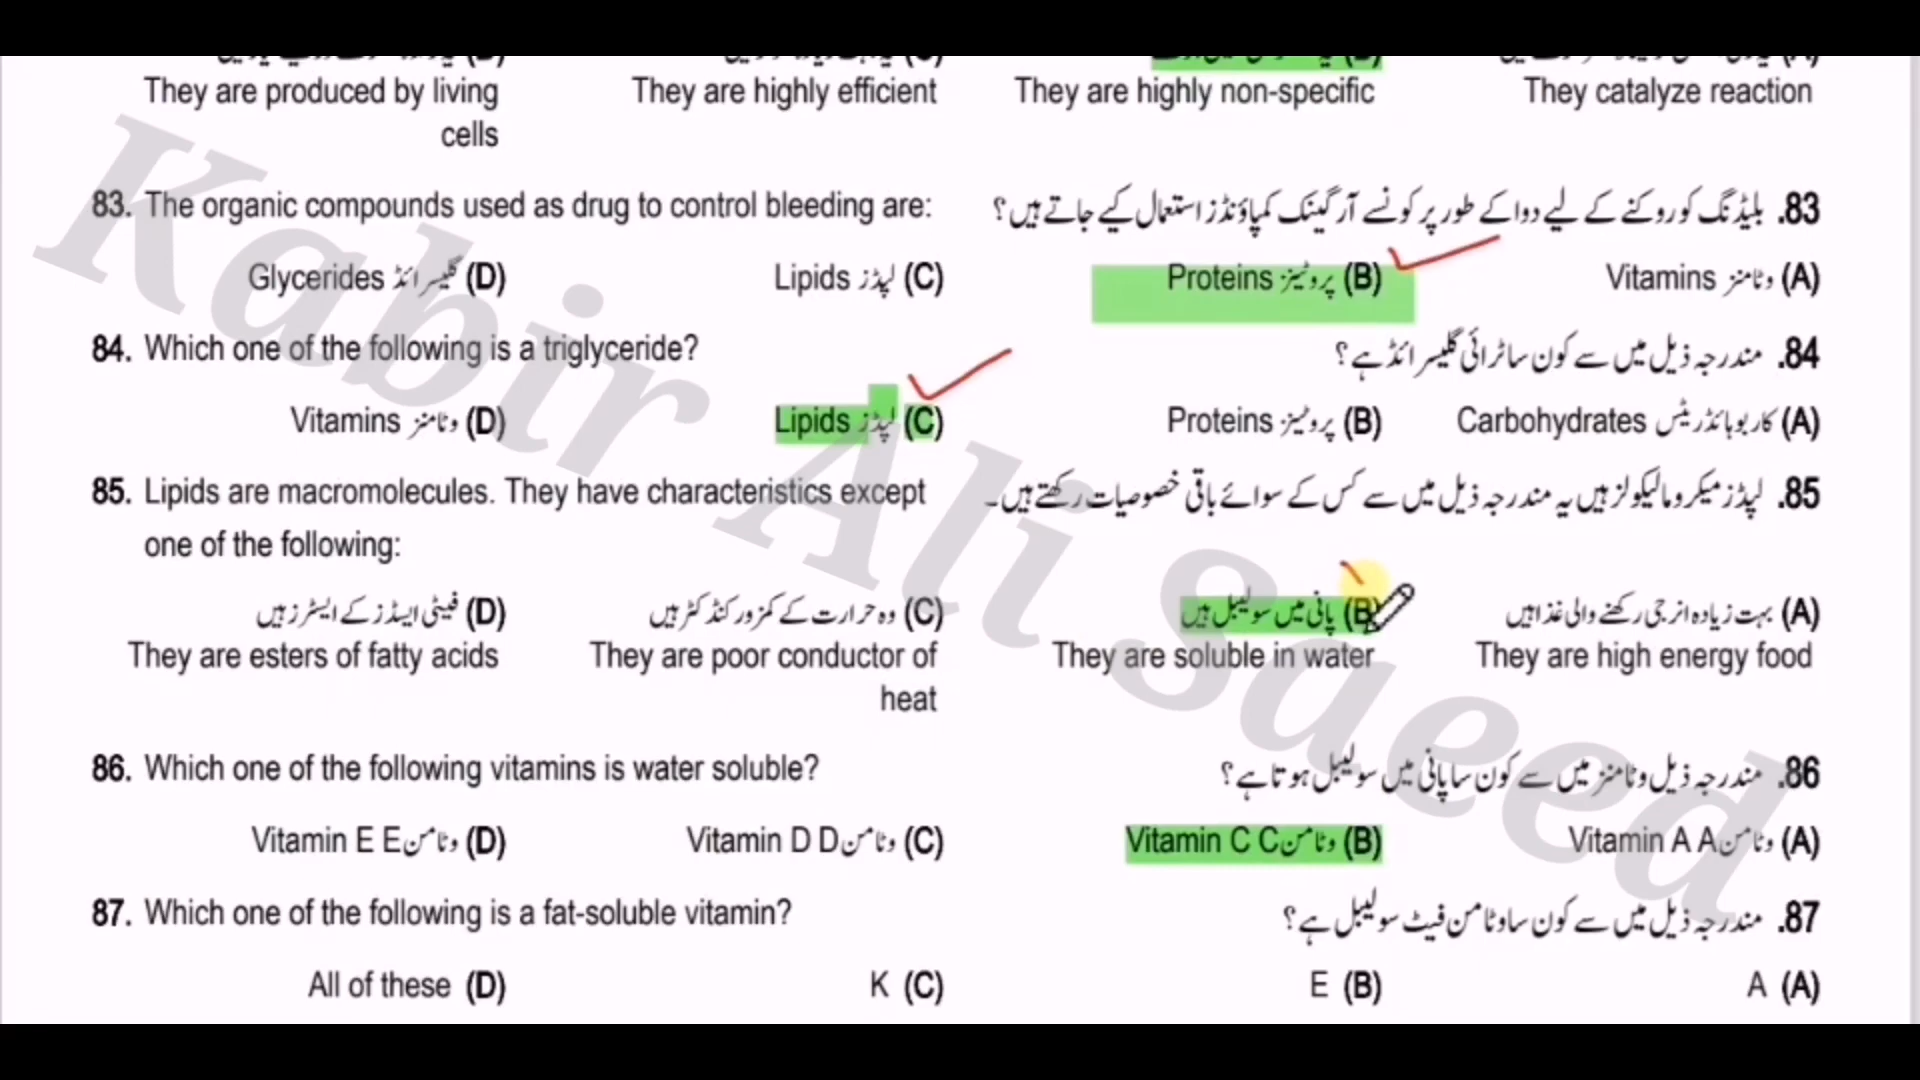 They are produced by living cells They are highly efficient They are highly non-specific They catalyze reaction
83. The organic compounds used as drug to control bleeding are: 83. بلیڈنگ کو روکنے کے لیے دوا کے طور پر کونسے آرگینک کمپاؤنڈز استعمال کیے جاتے ہیں؟
(A) وٹامنز Vitamins (B) پروٹینز Proteins (C) لپڈز Lipids (D) گلیسرائڈ Glycerides
84. Which one of the following is a triglyceride? 84. مندرجہ ذیل میں سے کون سا ٹرائی گلیسرائڈ ہے؟
(A) کاربوہائڈریٹس Carbohydrates (B) پروٹینز Proteins (C) لپڈز Lipids (D) وٹامنز Vitamins
85. Lipids are macromolecules. They have characteristics except 85. لپڈز میکرومالیکولز ہیں یہ مندرجہ ذیل میں سے کس کے سوائے باقی خصوصیات رکھتے ہیں۔
one of the following:
(A) بہت زیادہ انرجی رکھنے والی غذا ہیں (B) پانی میں سولیبل ہیں (C) وہ حرارت کے کمزور کنڈکٹر ہیں (D) فیٹی ایسڈز کے ایسٹرز ہیں
They are esters of fatty acids They are poor conductor of heat They are soluble in water They are high energy food
86. Which one of the following vitamins is water soluble? 86. مندرجہ ذیل وٹامنز میں سے کون سا پانی میں سولیبل ہوتا ہے؟
(A) وٹامن A Vitamin A (B) وٹامن C Vitamin C (C) وٹامن D Vitamin D (D) وٹامن E Vitamin E
87. Which one of the following is a fat-soluble vitamin? 87. مندرجہ ذیل میں سے کون سا وٹامن فیٹ سولیبل ہے؟
(A) A (B) E (C) K (D) All of these
Kabir Ali Saeed